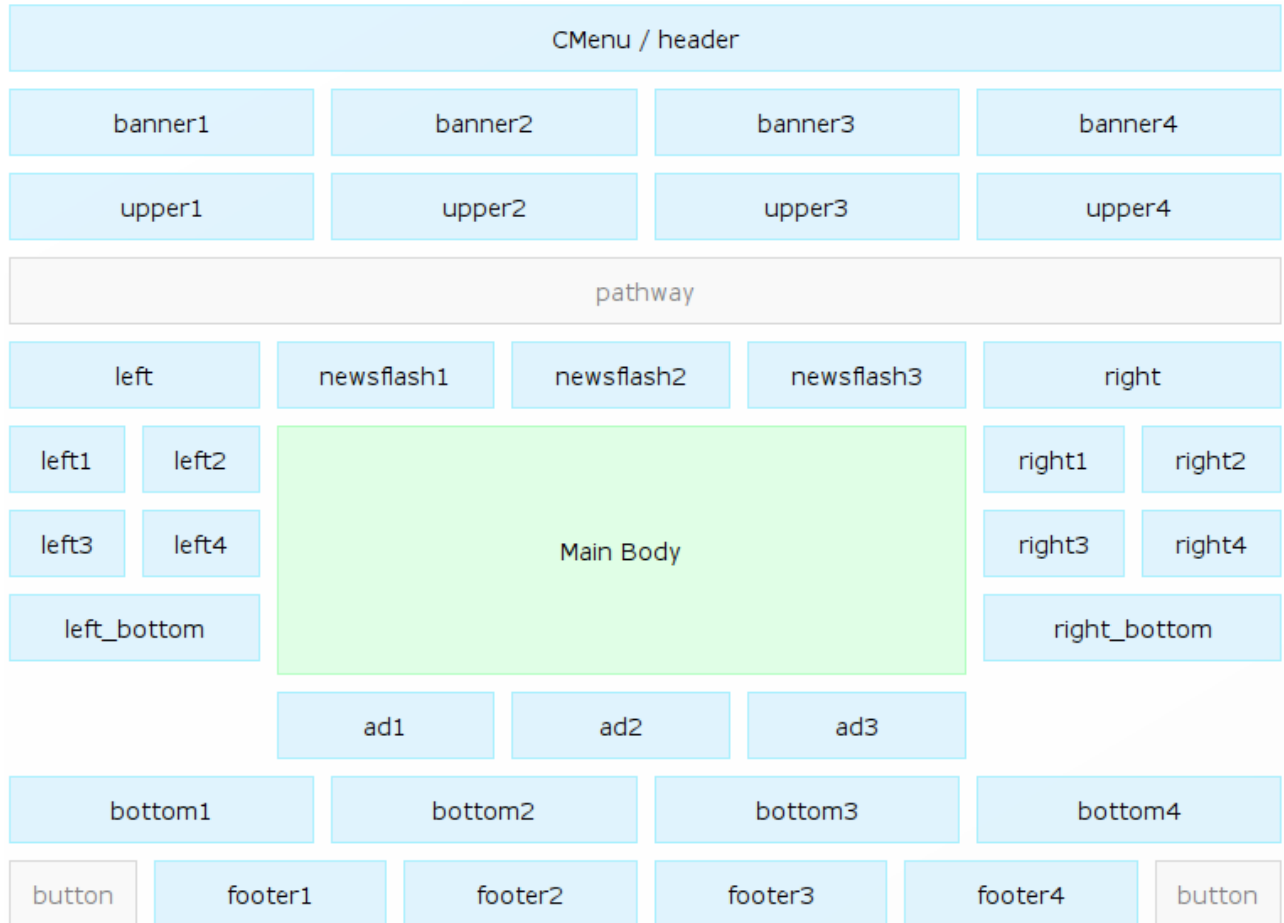 CMenu / header
banner1 banner2 banner3 banner4
upper1 upper2 upper3 upper4
pathway
left newsflash1 newsflash2 newsflash3 right
left1 left2 right1 right2
left3 left4 Main Body right3 right4
left_bottom right_bottom
ad1 ad2 ad3
bottom1 bottom2 bottom3 bottom4
button footer1 footer2 footer3 footer4 button